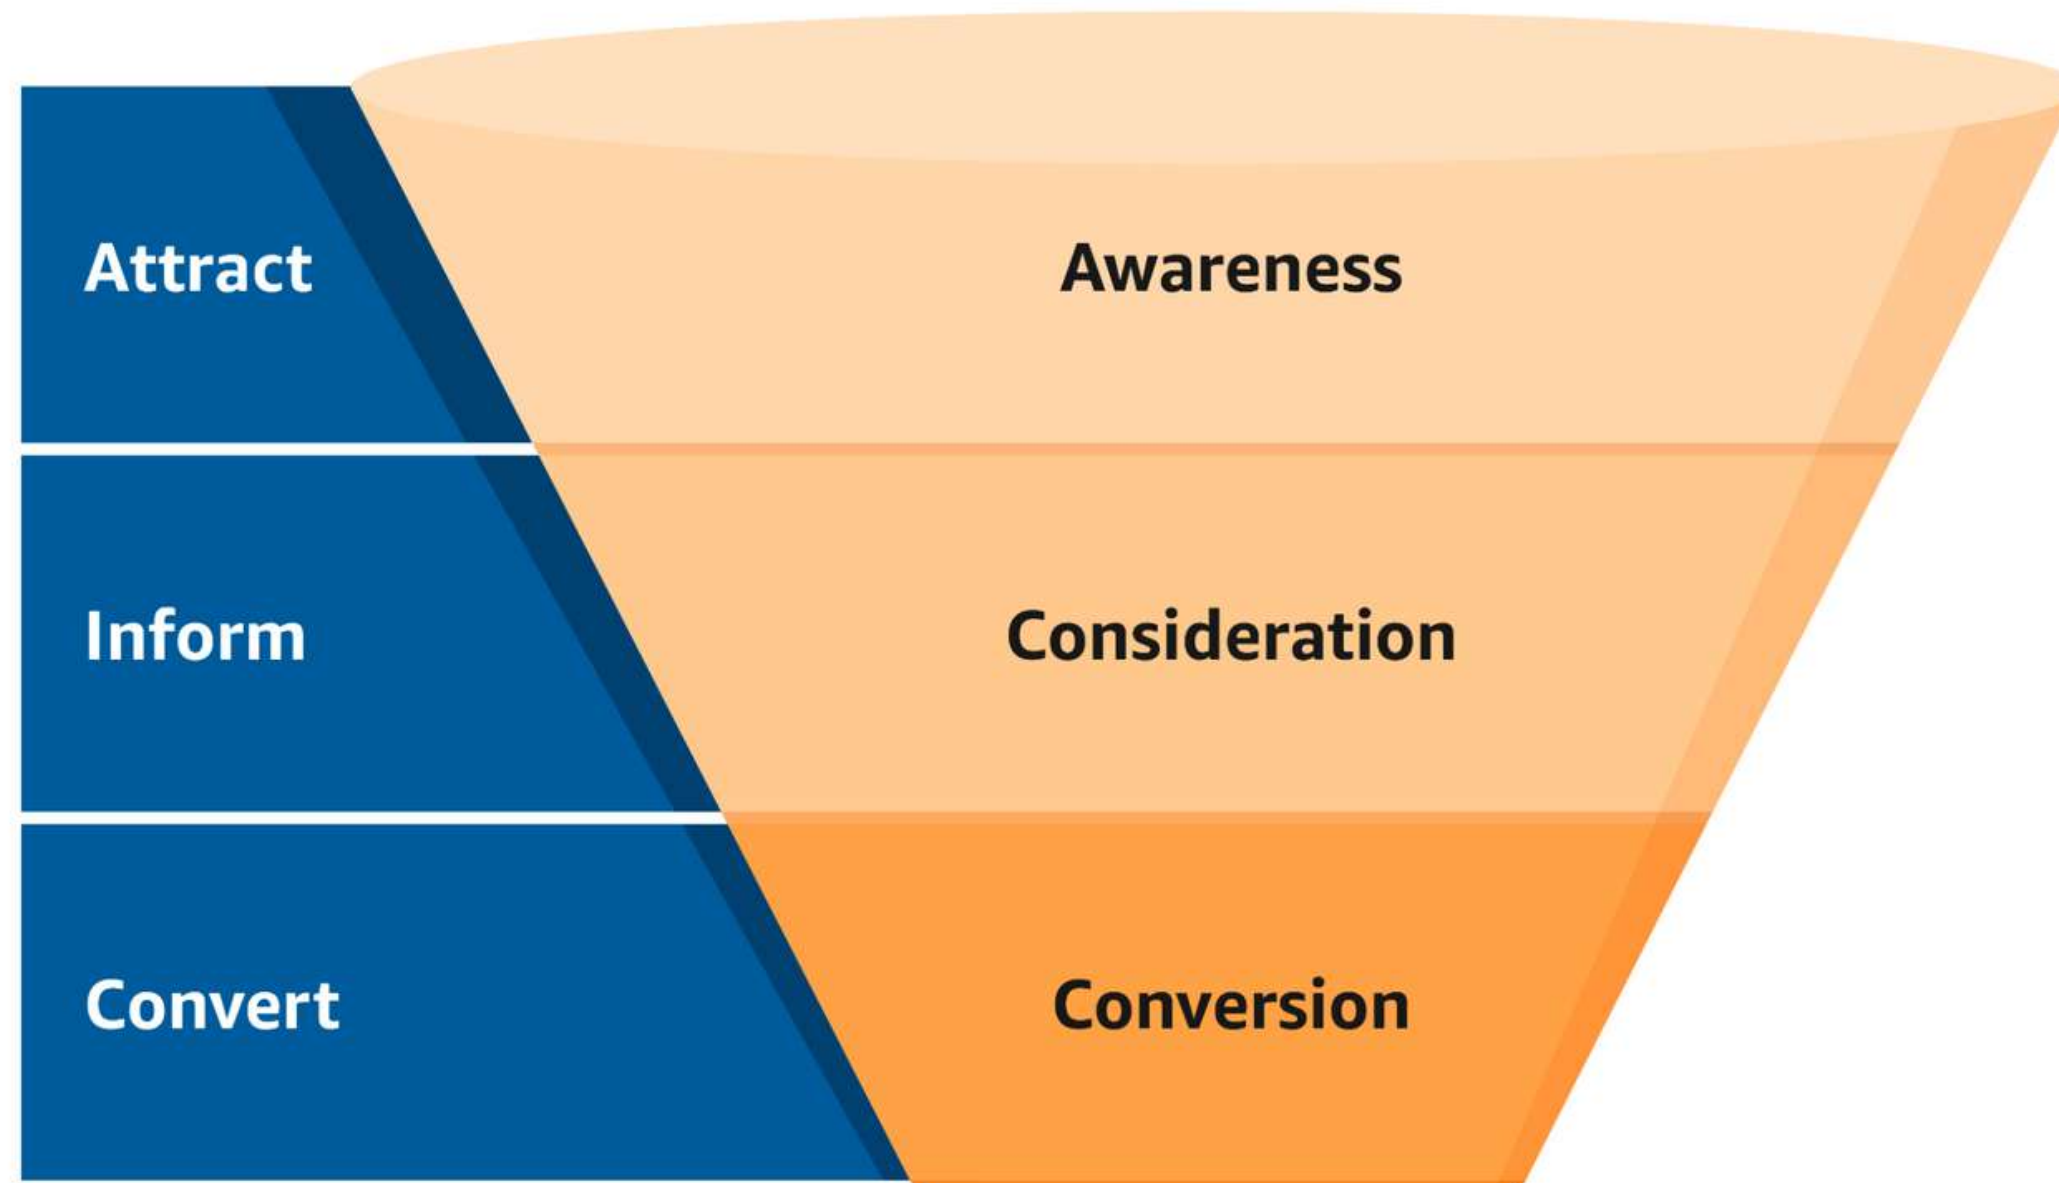 Attract
Awareness
Inform
Consideration
Convert
Conversion